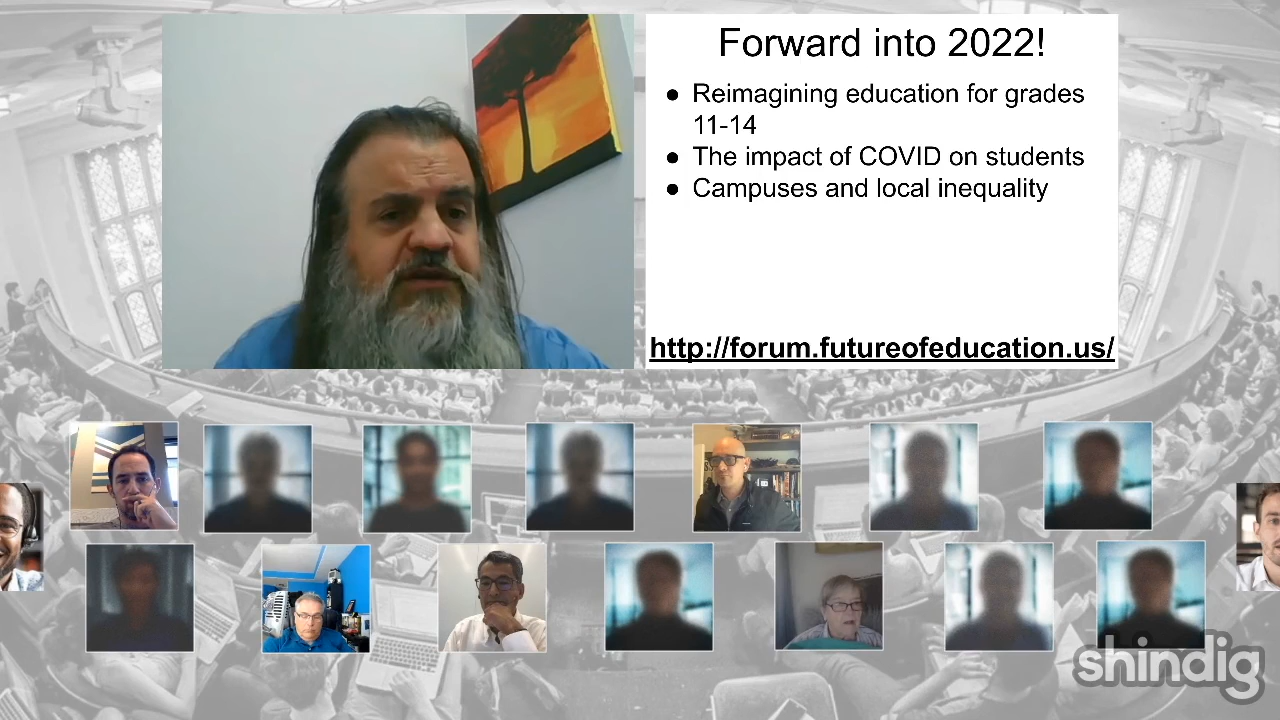 Forward into 2022!
● Reimagining education for grades
11-14
● The impact of COVID on students
● Campuses and local inequality
http://forum.futureofeducation.us/
shindig